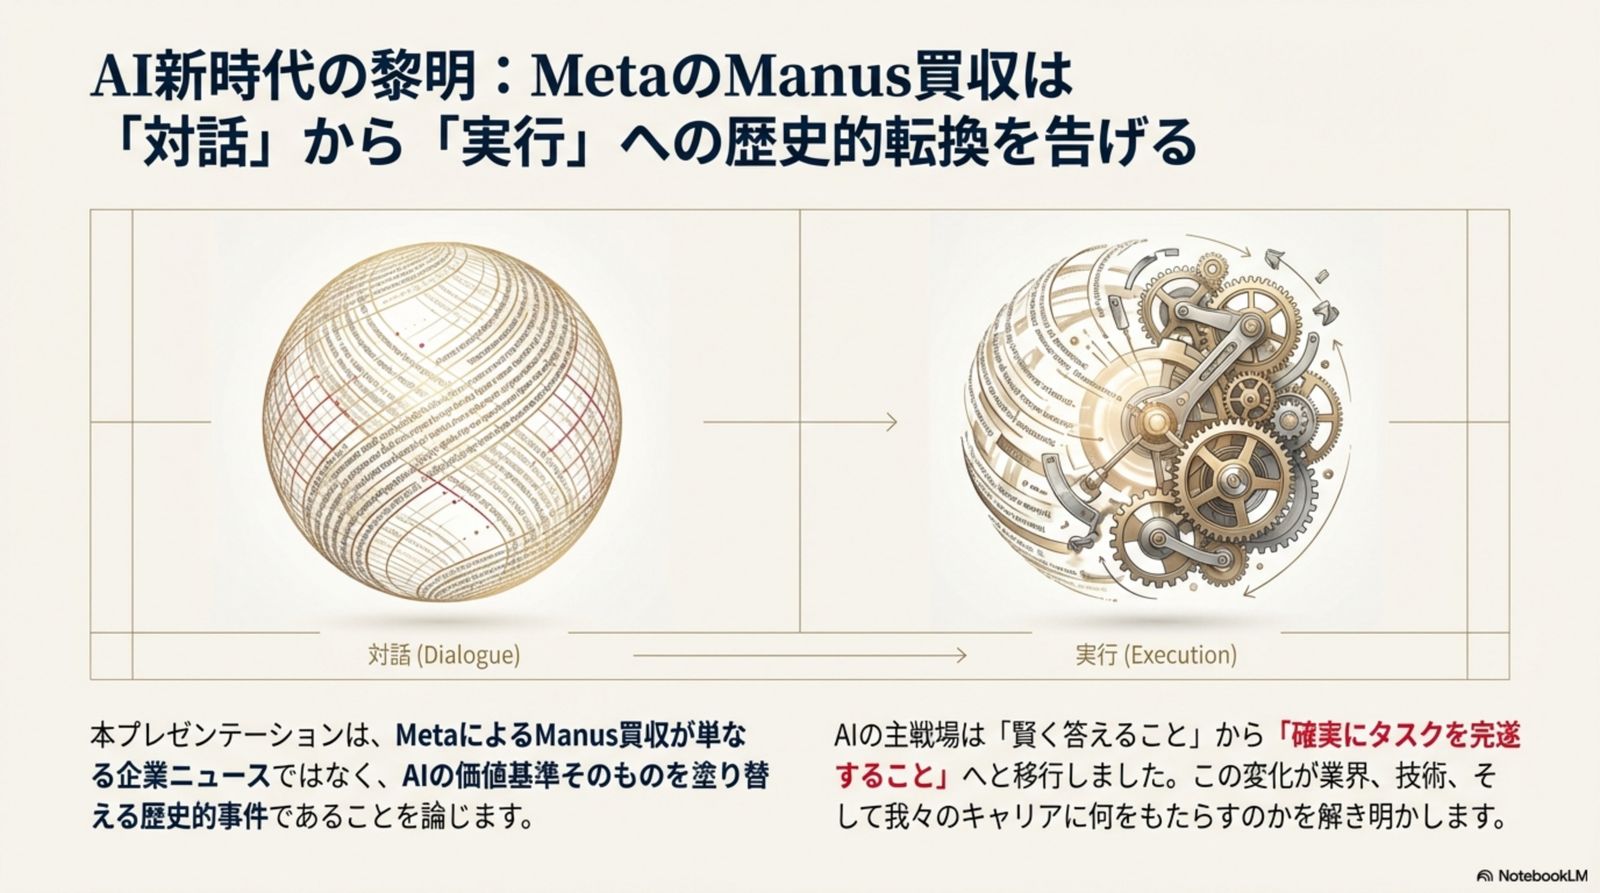 AI新時代の黎明：MetaのManus買収は
「対話」から「実行」への歴史的転換を告げる
対話 (Dialogue)
実行 (Execution)
本プレゼンテーションは、MetaによるManus買収が単な
る企業ニュースではなく、AIの価値基準そのものを塗り替
える歴史的事件であることを論じます。
AIの主戦場は「賢く答えること」から「確実にタスクを完遂
すること」へと移行しました。この変化が業界、技術、そ
して我々のキャリアに何をもたらすのかを解き明かします。
NotebookLM